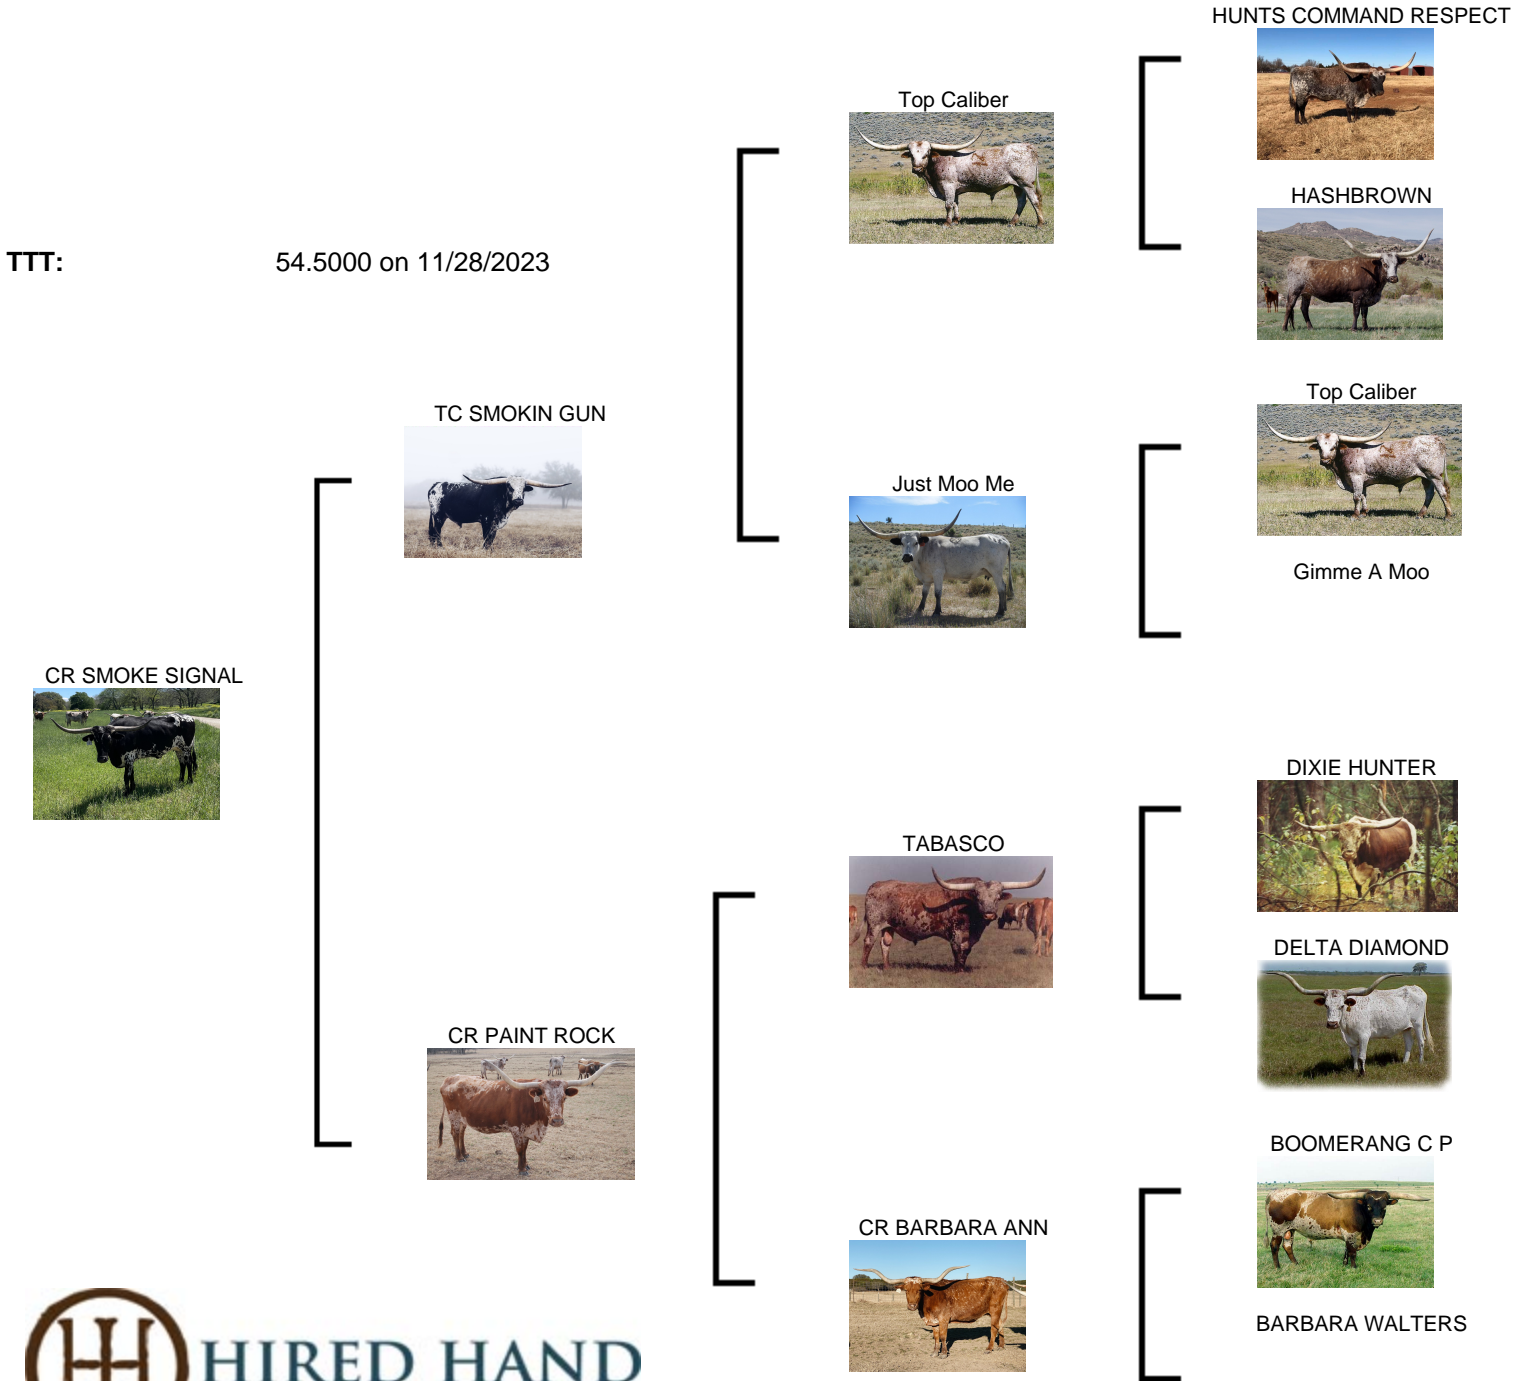 HUNTS COMMAND RESPECT
Top Caliber
HASHBROWN
TTT: 54.5000 on 11/28/2023
Top Caliber
TC SMOKIN GUN
Just Moo Me
Gimme A Moo
CR SMOKE SIGNAL
DIXIE HUNTER
TABASCO
DELTA DIAMOND
CR PAINT ROCK
BOOMERANG C P
CR BARBARA ANN
BARBARA WALTERS
HIRED HAND